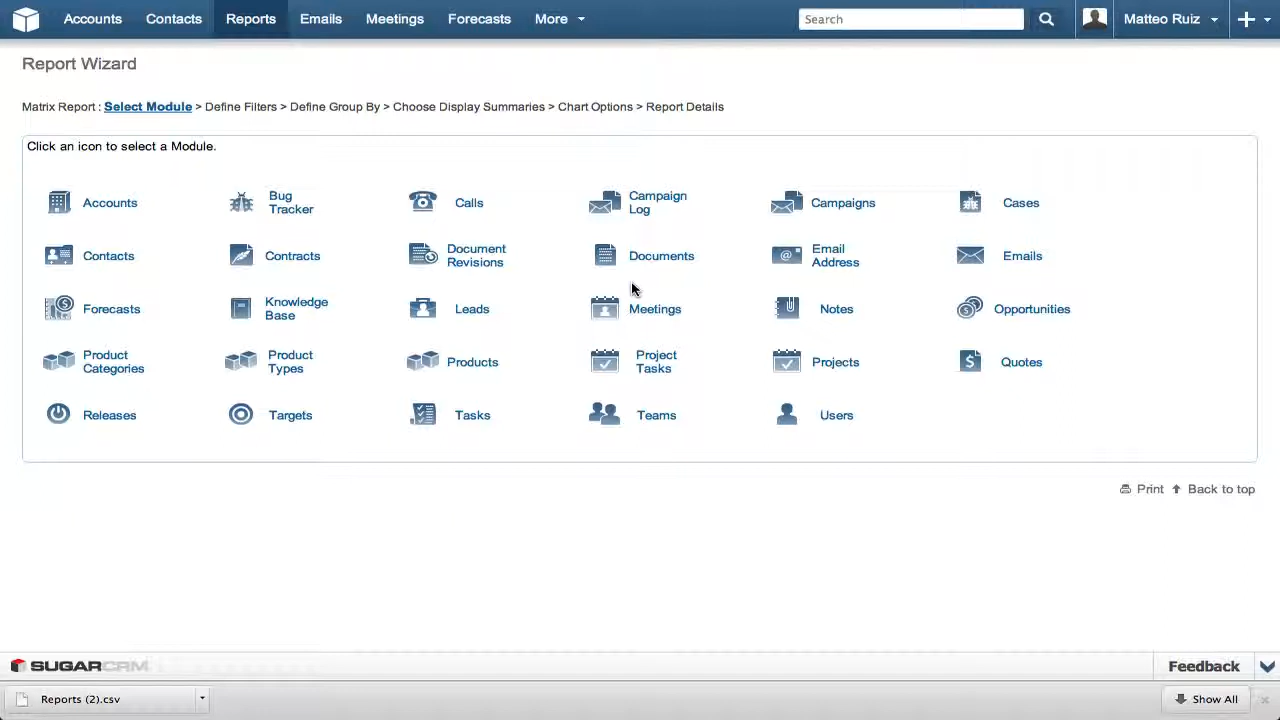 Accounts Contacts Reports Emails Meetings Forecasts More Search Matteo Ruiz
Report Wizard
Matrix Report : Select Module > Define Filters > Define Group By > Choose Display Summaries > Chart Options > Report Details
Click an icon to select a Module.
Accounts
Bug
Tracker
Calls
Campaign
Log
Campaigns
Cases
Contacts
Contracts
Document
Revisions
Documents
Email
Address
Emails
Forecasts
Knowledge
Base
Leads
Meetings
Notes
Opportunities
Product
Categories
Product
Types
Products
Project
Tasks
Projects
Quotes
Releases
Targets
Tasks
Teams
Users
Print Back to top
SUGARCRM
Feedback
Reports (2).csv
Show All